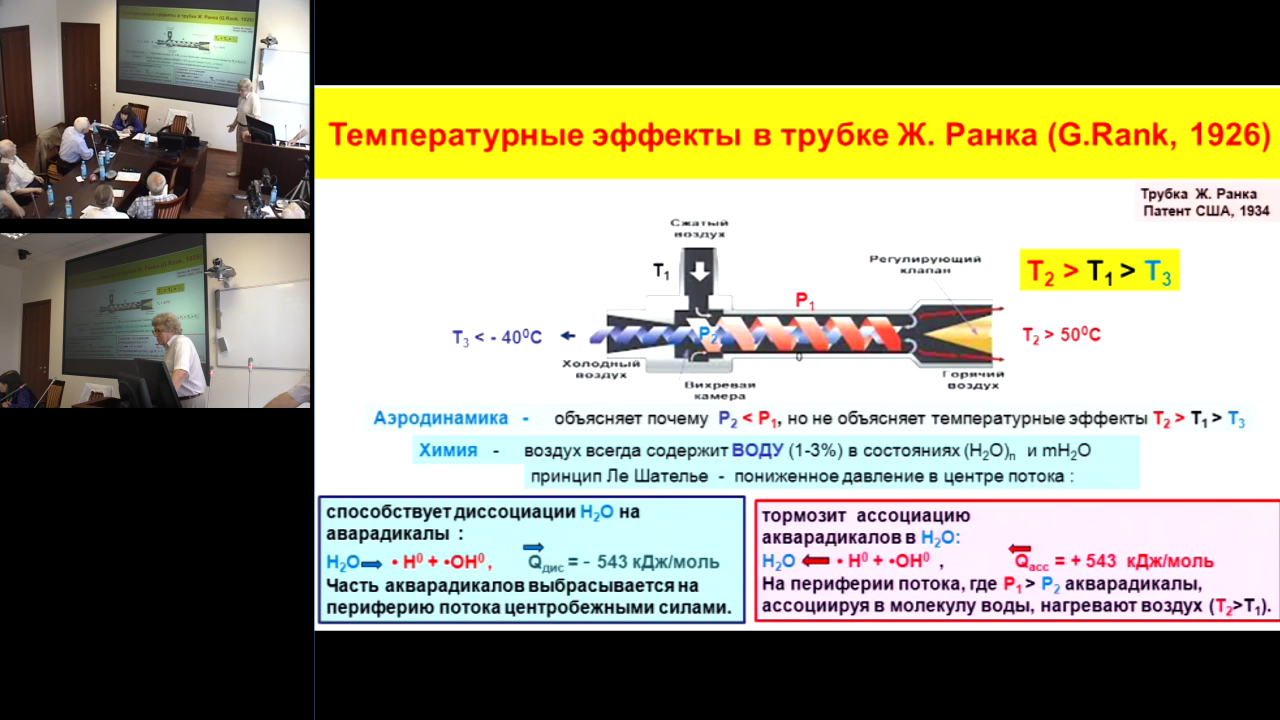 Температурные эффекты в трубке Ж. Ранка (G.Rank, 1926)
Трубка Ж. Ранка
Патент США, 1934
Сжатый
воздух
T1
P1
Регулирующий
клапан
T2 > T1 > T3
T3 < - 40⁰C
P2
T2 > 50⁰C
0
Холодный
воздух
Вихревая
камера
Горячий
воздух
Аэродинамика - объясняет почему P2 < P1, но не объясняет температурные эффекты T2 > T1 > T3
Химия - воздух всегда содержит ВОДУ (1-3%) в состояниях (H2O)n и mH2O
принцип Ле Шателье - пониженное давление в центре потока :
способствует диссоциации H2O на
аварадикалы :
H2O • H⁰ + •OH⁰ , Qдис = - 543 кДж/моль
Часть акварадикалов выбрасывается на
периферию потока центробежными силами.
тормозит ассоциацию
акварадикалов в H2O:
H2O • H⁰ + •OH⁰ , Qасс = + 543 кДж/моль
На периферии потока, где P1 > P2 акварадикалы,
ассоциируя в молекулу воды, нагревают воздух (T2>T1).